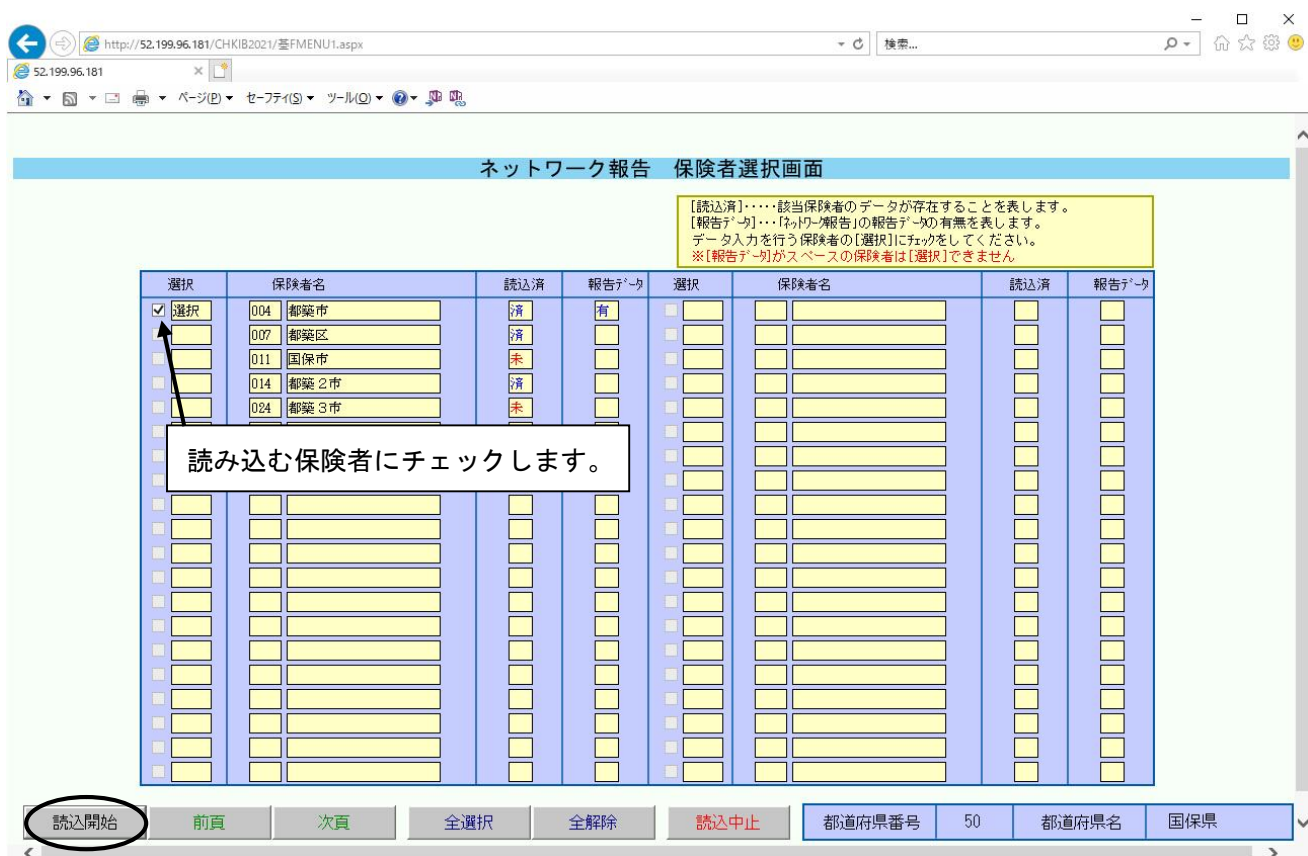 http://52.199.96.181/CHKIB2021/基FMENU1.aspx
検索...
52.199.96.181
ページ(P) セーフティ(S) ツール(O)
ネットワーク報告 保険者選択画面
[読込済]・・・・・該当保険者のデータが存在することを表します。
[報告ﾃﾞｰﾀ]・・・「ﾈｯﾄﾜｰｸ報告」の報告ﾃﾞｰﾀの有無を表します。
データ入力を行う保険者の[選択]にﾁｪｯｸをしてください。
※[報告ﾃﾞｰﾀ]がスペースの保険者は[選択]できません
選択 保険者名 読込済 報告ﾃﾞｰﾀ 選択 保険者名 読込済 報告ﾃﾞｰﾀ
選択 004 都築市 済 有
007 都築区 済
011 国保市 未
014 都築２市 済
024 都築３市 未
読み込む保険者にチェックします。
読込開始 前頁 次頁 全選択 全解除 読込中止 都道府県番号 50 都道府県名 国保県